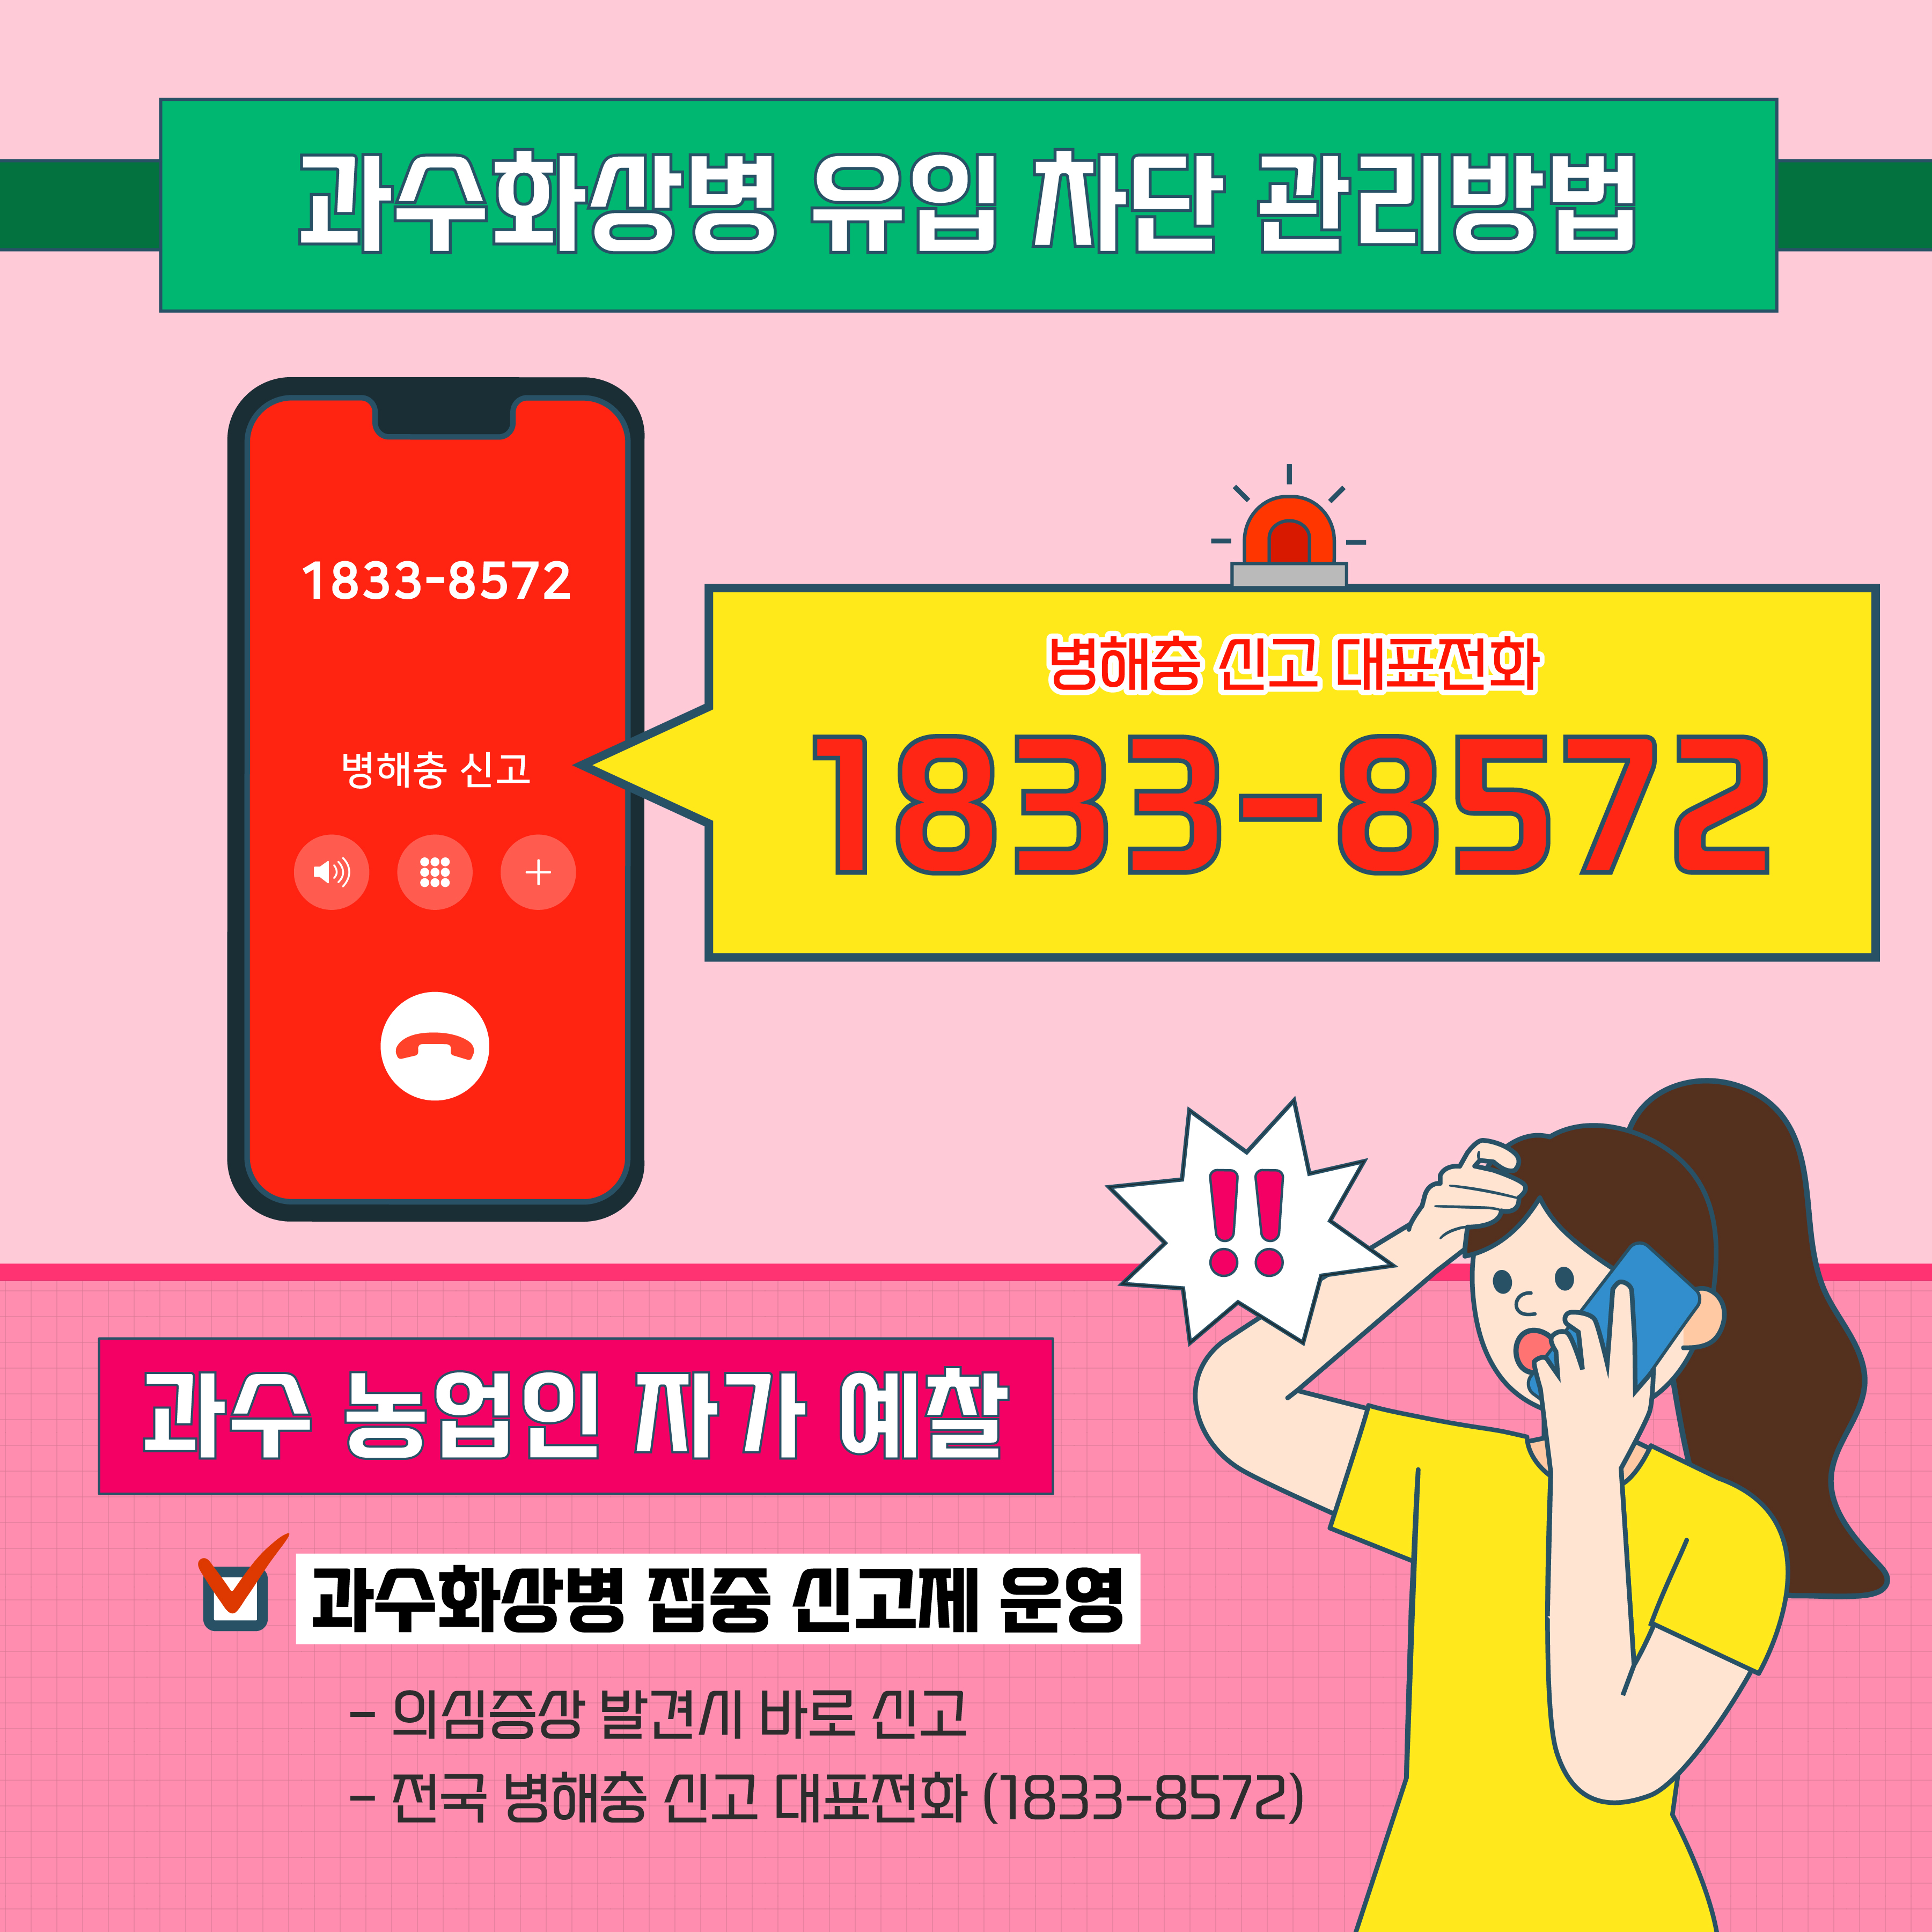 과수화상병 유입 차단 관리방법
1833-8572
병해충 신고
병해충 신고 대표전화
1833-8572
!!
과수 농업인 자가 예찰
과수화상병 집중 신고제 운영
- 의심증상 발견시 바로 신고
- 전국 병해충 신고 대표전화 (1833-8572)